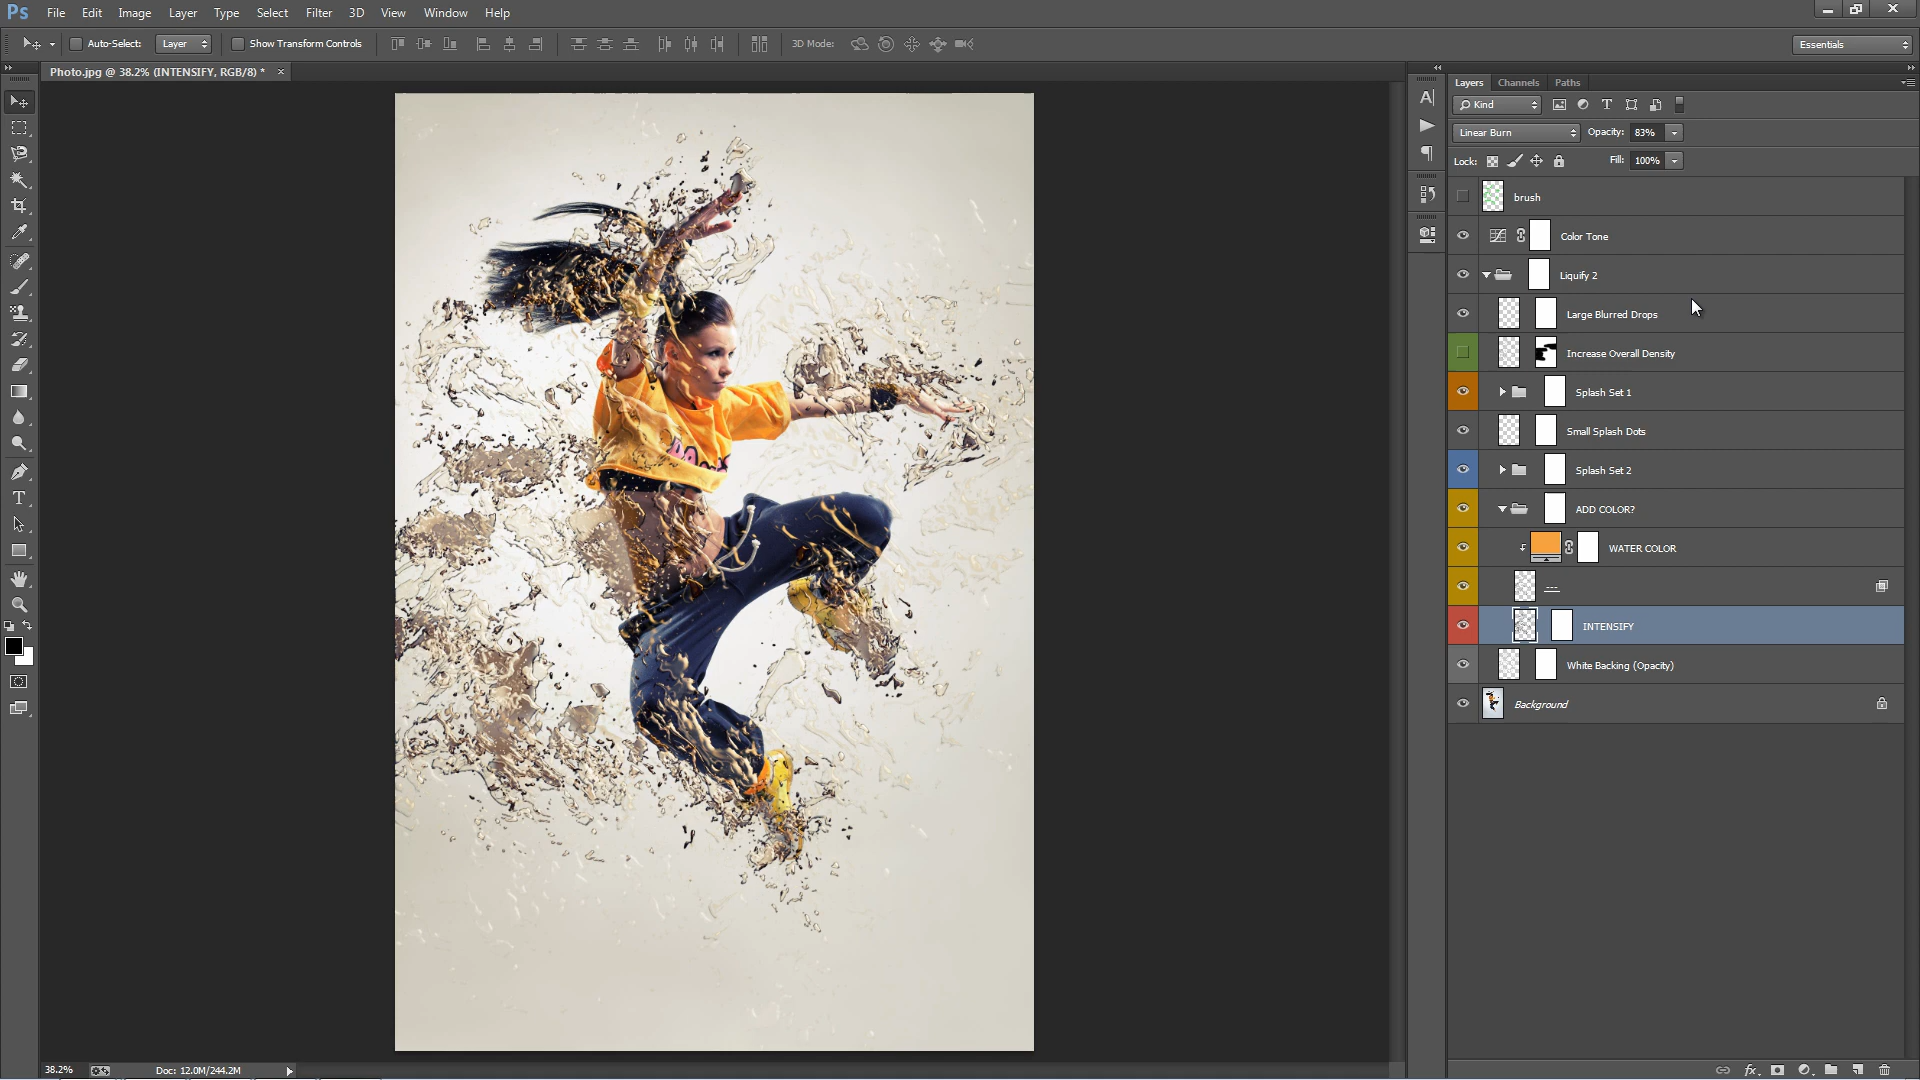 Ps File Edit Image Layer Type Select Filter 3D View Window Help
Auto-Select: Layer Show Transform Controls 3D Mode: Essentials
Photo.jpg @ 38.2% (INTENSIFY, RGB/8) * ×
Layers Channels Paths
Kind T
Linear Burn Opacity: 83%
Lock: Fill: 100%
brush
Color Tone
Liquify 2
Large Blurred Drops
Increase Overall Density
Splash Set 1
Small Splash Dots
Splash Set 2
ADD COLOR?
WATER COLOR
---
INTENSIFY
White Backing (Opacity)
Background
38.2% Doc: 12.0M/244.2M
fx